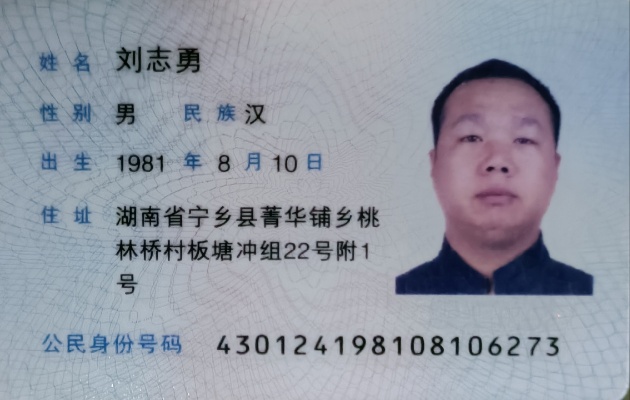 姓名 刘志勇
性别 男 民族 汉
出生 1981 年 8 月 10 日
住址 湖南省宁乡县菁华铺乡桃
林桥村板塘冲组22号附1
号
公民身份号码 430124198108106273